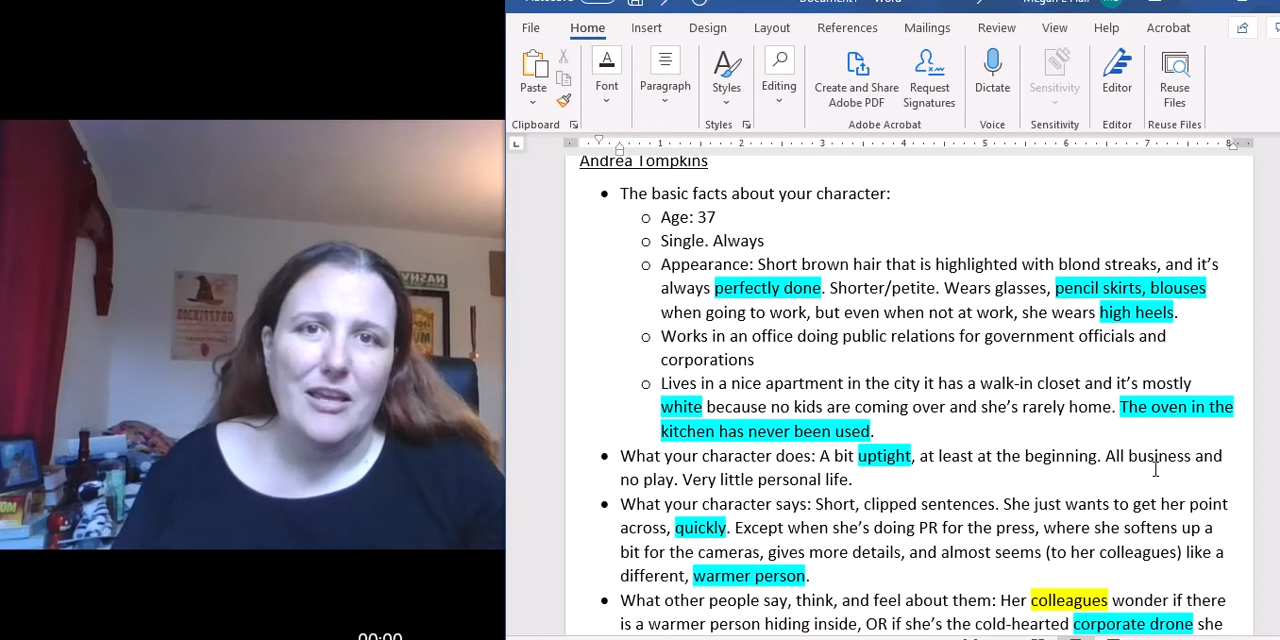 File Home Insert Design Layout References Mailings Review View Help Acrobat
Paste Font Paragraph Styles Editing Create and Share Adobe PDF Request Signatures Dictate Sensitivity Editor Reuse Files
Clipboard Styles Adobe Acrobat Voice Sensitivity Editor Reuse Files
1 2 3 4 5 6 7 8
Andrea Tompkins
• The basic facts about your character:
o Age: 37
o Single. Always
o Appearance: Short brown hair that is highlighted with blond streaks, and it’s
always perfectly done. Shorter/petite. Wears glasses, pencil skirts, blouses
when going to work, but even when not at work, she wears high heels.
o Works in an office doing public relations for government officials and
corporations
o Lives in a nice apartment in the city it has a walk-in closet and it’s mostly
white because no kids are coming over and she’s rarely home. The oven in the
kitchen has never been used.
• What your character does: A bit uptight, at least at the beginning. All business and
no play. Very little personal life.
• What your character says: Short, clipped sentences. She just wants to get her point
across, quickly. Except when she’s doing PR for the press, where she softens up a
bit for the cameras, gives more details, and almost seems (to her colleagues) like a
different, warmer person.
• What other people say, think, and feel about them: Her colleagues wonder if there
is a warmer person hiding inside, OR if she’s the cold-hearted corporate drone she
00:00